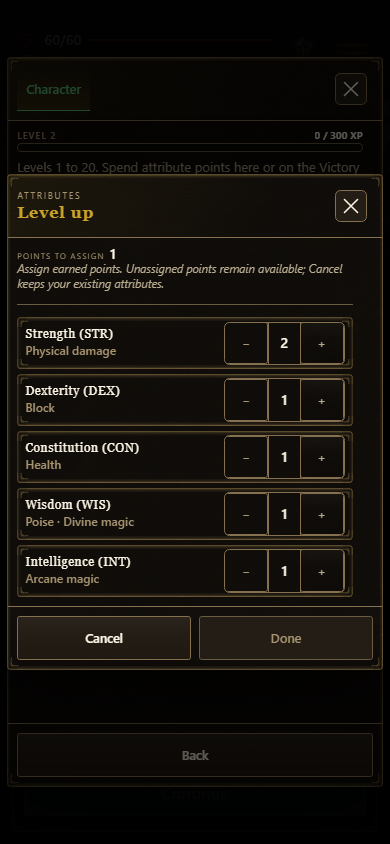 60/60
Character
LEVEL 2
0 / 300 XP
Levels 1 to 20. Spend attribute points here or on the Victory
ATTRIBUTES
Level up
POINTS TO ASSIGN 1
Assign earned points. Unassigned points remain available; Cancel
keeps your existing attributes.
Strength (STR)
Physical damage
− 2 +
Dexterity (DEX)
Block
− 1 +
Constitution (CON)
Health
− 1 +
Wisdom (WIS)
Poise · Divine magic
− 1 +
Intelligence (INT)
Arcane magic
− 1 +
Cancel
Done
Back